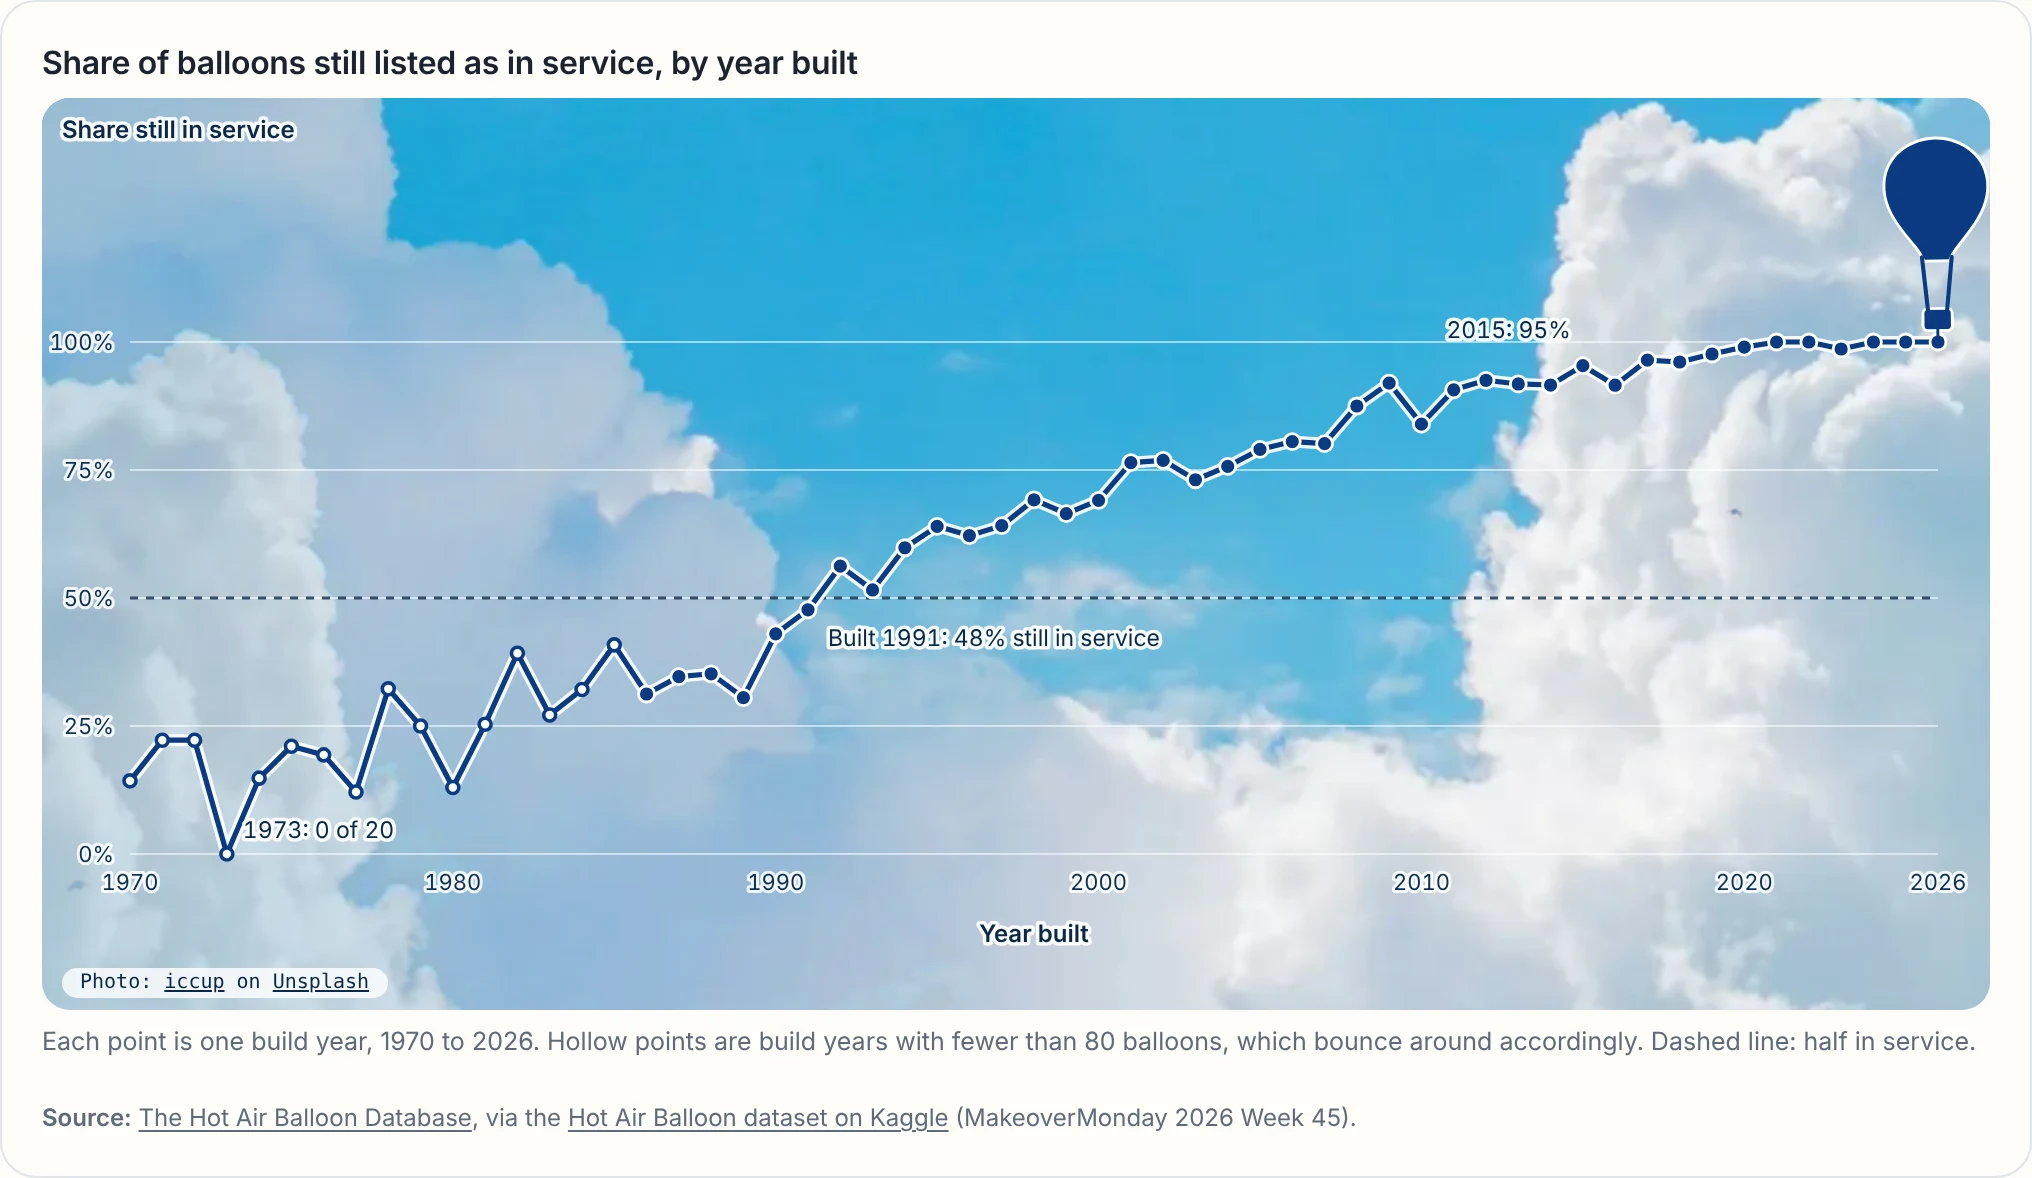 Share of balloons still listed as in service, by year built
Share still in service
100%
2015: 95%
75%
50%
Built 1991: 48% still in service
25%
1973: 0 of 20
0%
1970 1980 1990 2000 2010 2020 2026
Year built
Photo: iccup on Unsplash
Each point is one build year, 1970 to 2026. Hollow points are build years with fewer than 80 balloons, which bounce around accordingly. Dashed line: half in service.
Source: The Hot Air Balloon Database, via the Hot Air Balloon dataset on Kaggle (MakeoverMonday 2026 Week 45).